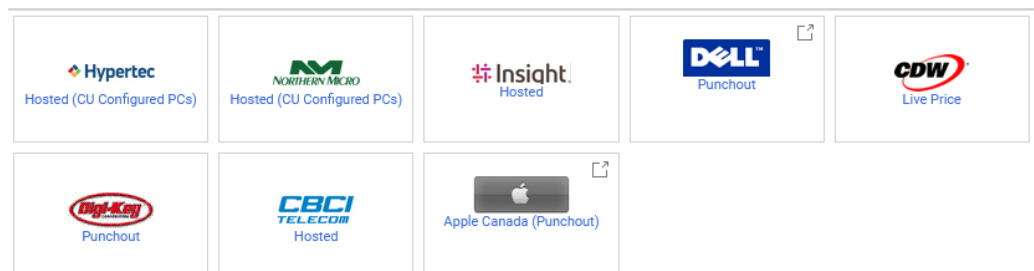 Hypertec
Hosted (CU Configured PCs)
NORTHERN MICRO
Hosted (CU Configured PCs)
Insight
Hosted
DELL™
Punchout
CDW
Live Price
Digi-Key
Punchout
CBCI
TELECOM
Hosted
Apple Canada (Punchout)